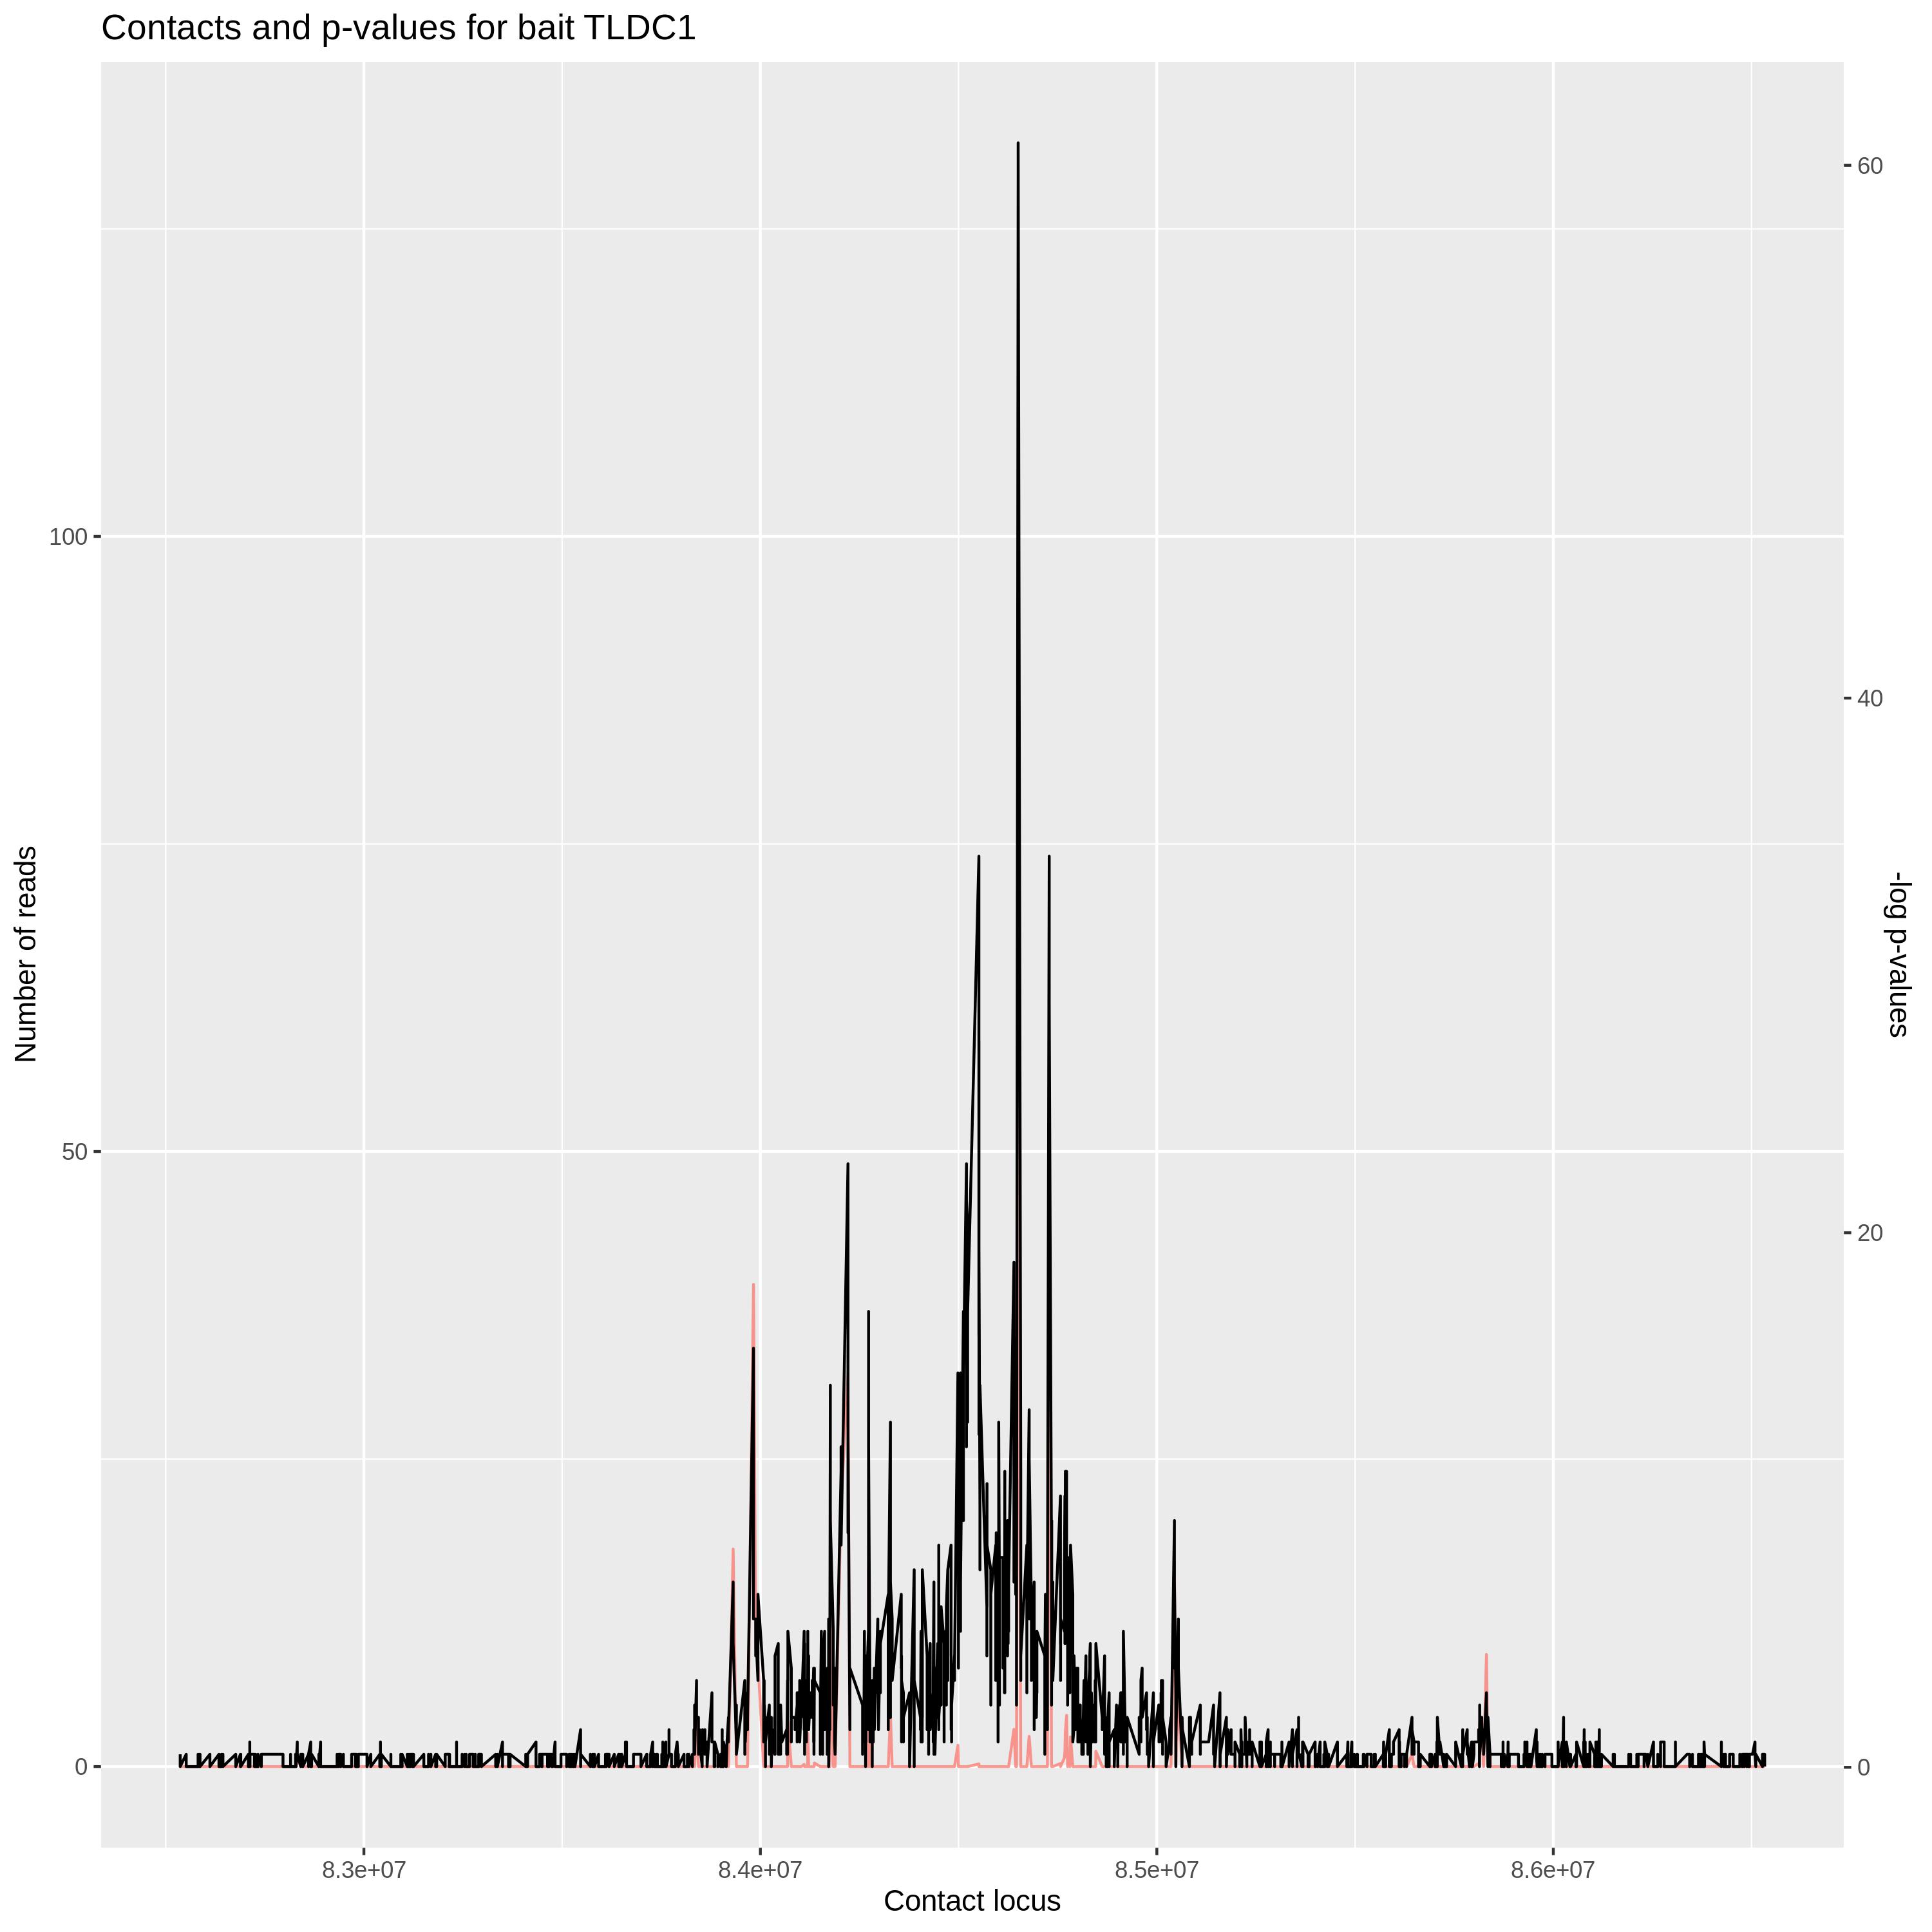 Contacts and p-values for bait TLDC1
Number of reads
100
50
0
60
40
20
0
-log p-values
8.3e+07
8.4e+07
8.5e+07
8.6e+07
Contact locus